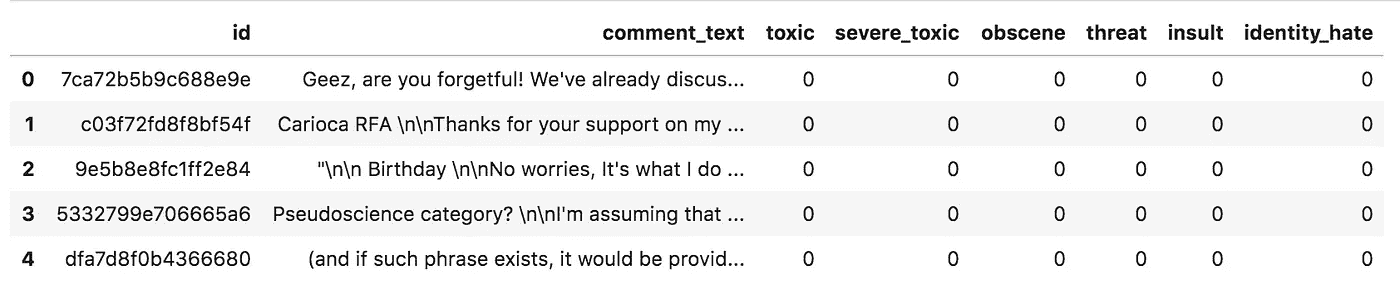 id comment_text toxic severe_toxic obscene threat insult identity_hate
0 7ca72b5b9c688e9e Geez, are you forgetful! We've already discus... 0 0 0 0 0 0
1 c03f72fd8f8bf54f Carioca RFA \n\nThanks for your support on my ... 0 0 0 0 0 0
2 9e5b8e8fc1ff2e84 "\n\n Birthday \n\nNo worries, It's what I do ... 0 0 0 0 0 0
3 5332799e706665a6 Pseudoscience category? \n\nI'm assuming that ... 0 0 0 0 0 0
4 dfa7d8f0b4366680 (and if such phrase exists, it would be provid... 0 0 0 0 0 0